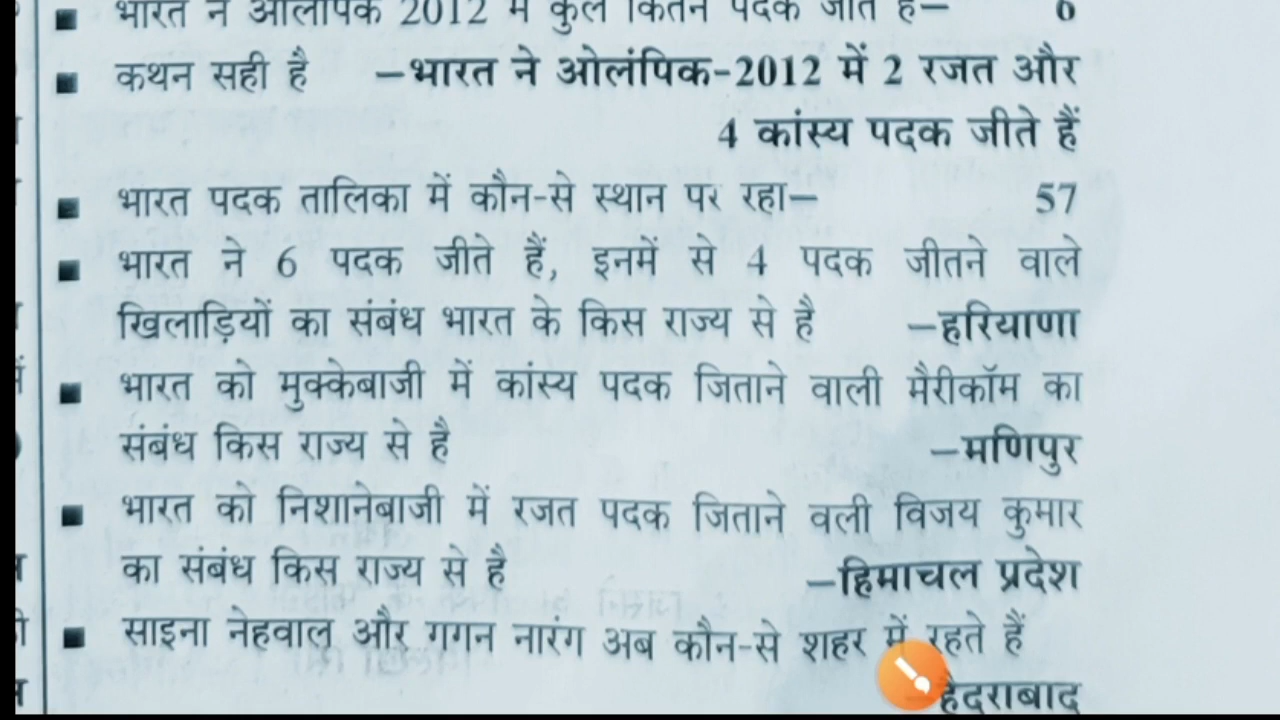 भारत ने ओलंपिक 2012 में कुल कितने पदक जीते हैं– 6
कथन सही है –भारत ने ओलंपिक-2012 में 2 रजत और
4 कांस्य पदक जीते हैं
भारत पदक तालिका में कौन-से स्थान पर रहा– 57
भारत ने 6 पदक जीते हैं, इनमें से 4 पदक जीतने वाले
खिलाड़ियों का संबंध भारत के किस राज्य से है –हरियाणा
भारत को मुक्केबाजी में कांस्य पदक जिताने वाली मैरीकॉम का
संबंध किस राज्य से है –मणिपुर
भारत को निशानेबाजी में रजत पदक जिताने वली विजय कुमार
का संबंध किस राज्य से है –हिमाचल प्रदेश
साइना नेहवाल और गगन नारंग अब कौन-से शहर में रहते हैं
–हैदराबाद